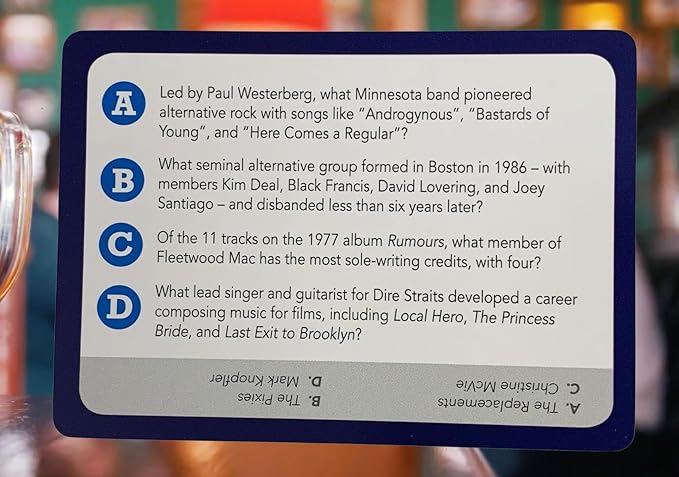 A Led by Paul Westerberg, what Minnesota band pioneered
alternative rock with songs like “Androgynous”, “Bastards of
Young”, and “Here Comes a Regular”?
B What seminal alternative group formed in Boston in 1986 – with
members Kim Deal, Black Francis, David Lovering, and Joey
Santiago – and disbanded less than six years later?
C Of the 11 tracks on the 1977 album Rumours, what member of
Fleetwood Mac has the most sole-writing credits, with four?
D What lead singer and guitarist for Dire Straits developed a career
composing music for films, including Local Hero, The Princess
Bride, and Last Exit to Brooklyn?
A. The Replacements
B. The Pixies
C. Christine McVie
D. Mark Knopfler